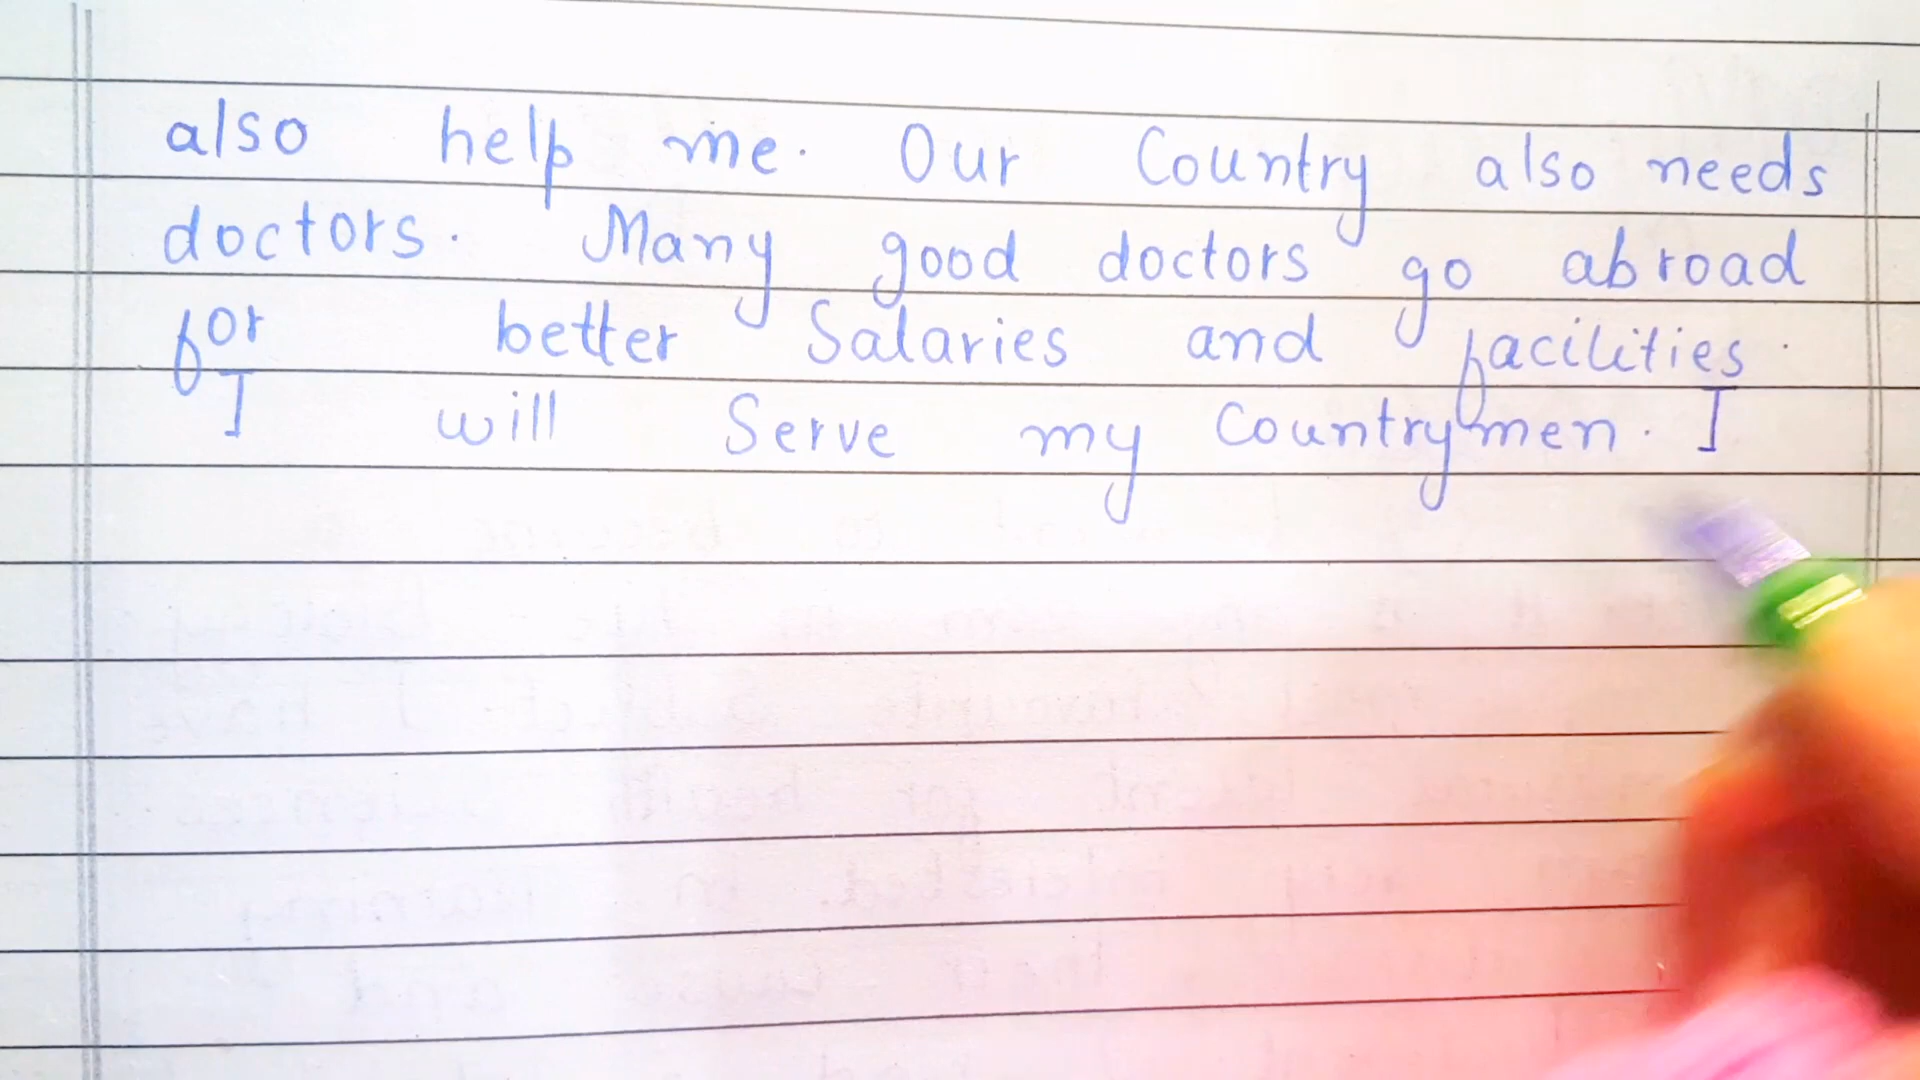 also help me. Our Country also needs
doctors. Many good doctors go abroad
for better Salaries and facilities.
I will Serve my Countrymen. I